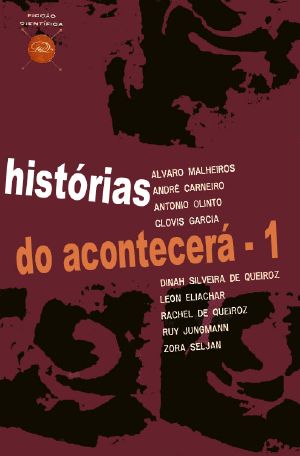 FICÇÃO
CIENTÍFICA
GRD
histórias
ALVARO MALHEIROS
ANDRÉ CARNEIRO
ANTONIO OLINTO
CLOVIS GARCIA
do acontecerá - 1
DINAH SILVEIRA DE QUEIROZ
LEON ELIACHAR
RACHEL DE QUEIROZ
RUY JUNGMANN
ZORA SELJAN